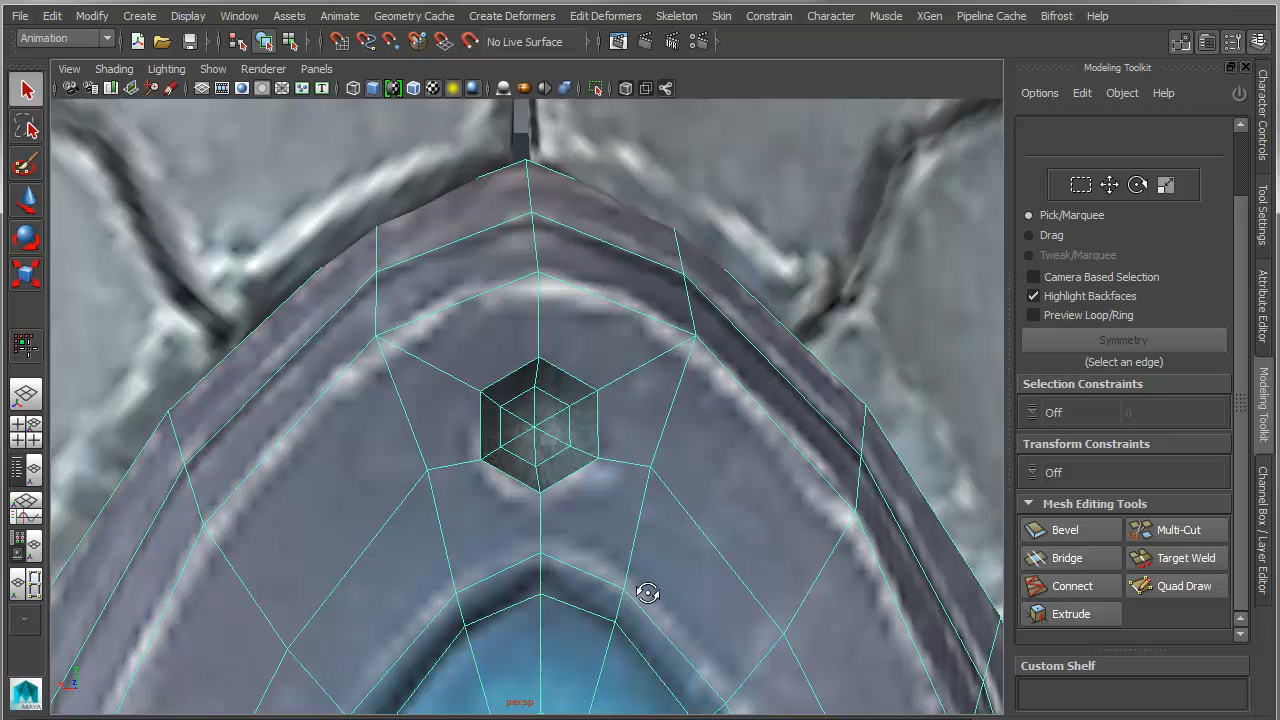 File Edit Modify Create Display Window Assets Animate Geometry Cache Create Deformers Edit Deformers Skeleton Skin Constrain Character Muscle XGen Pipeline Cache Bifrost Help
Animation
No Live Surface
View Shading Lighting Show Renderer Panels
Modeling Toolkit
Options Edit Object Help
Pick/Marquee
Drag
Tweak/Marquee
Camera Based Selection
Highlight Backfaces
Preview Loop/Ring
Symmetry
(Select an edge)
Selection Constraints
Off 0
Transform Constraints
Off
Mesh Editing Tools
Bevel Multi-Cut
Bridge Target Weld
Connect Quad Draw
Extrude
Custom Shelf
Character Controls
Tool Settings
Attribute Editor
Modeling Toolkit
Channel Box / Layer Editor
persp
MAYA